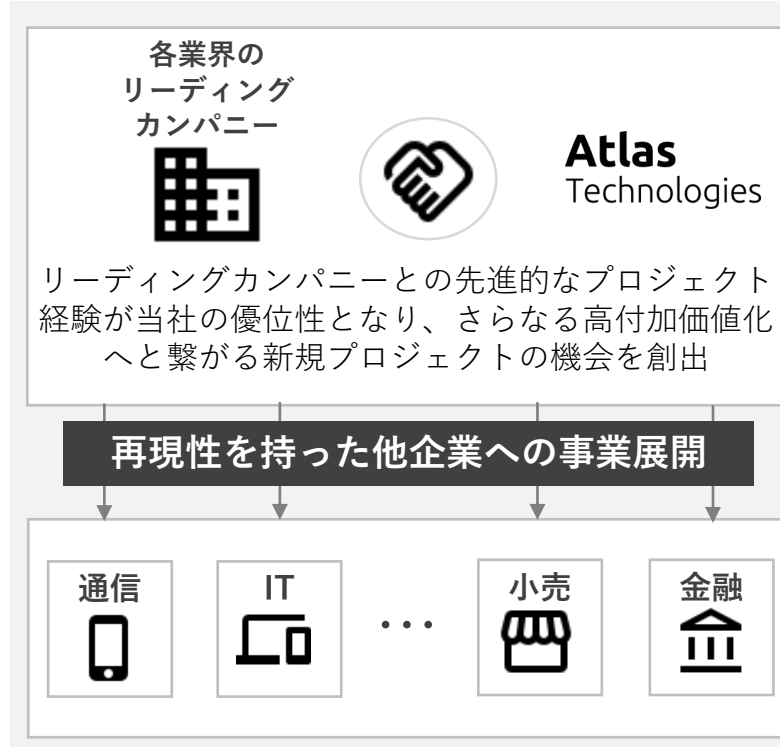 各業界の
リーディング
カンパニー
Atlas
Technologies
リーディングカンパニーとの先進的なプロジェクト
経験が当社の優位性となり、さらなる高付加価値化
へと繋がる新規プロジェクトの機会を創出
再現性を持った他企業への事業展開
通信
IT
・・・
小売
金融